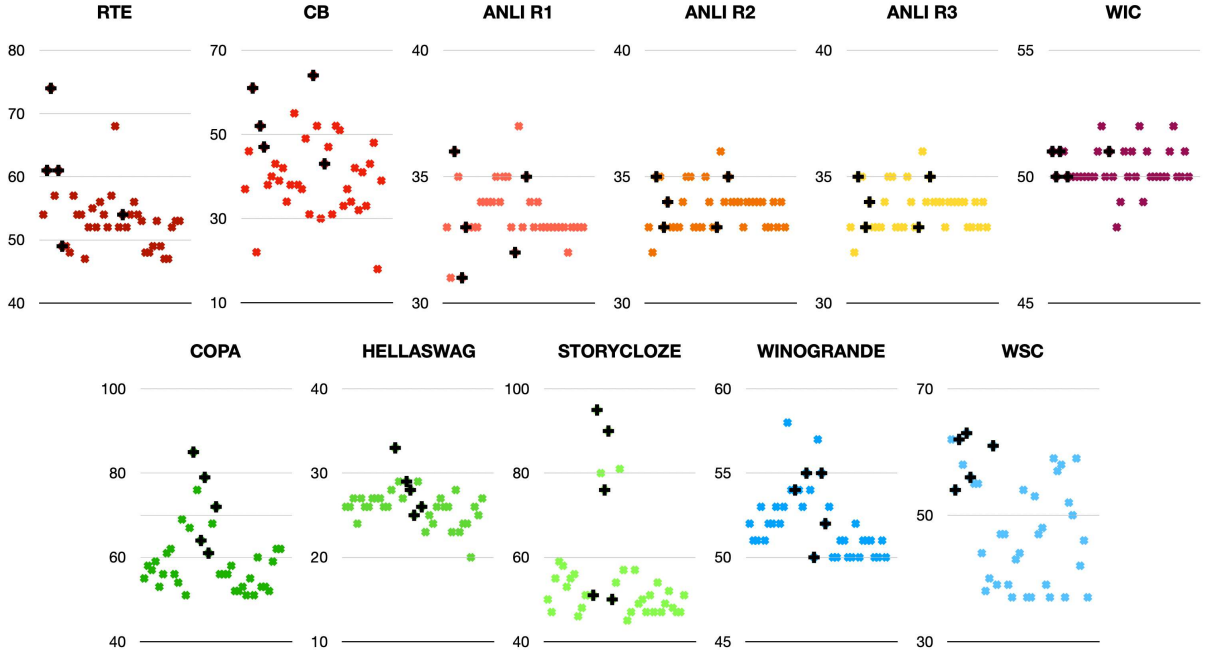 RTE CB ANLI R1 ANLI R2 ANLI R3 WIC
80 70 40 40 40 55
70
60 50 35 35 35 50
50 30
40 10 30 30 30 45
COPA HELLASWAG STORYCLOZE WINOGRANDE WSC
100 40 100 60 70
80 30 80 55 50
60 20 60 50
40 10 40 45 30